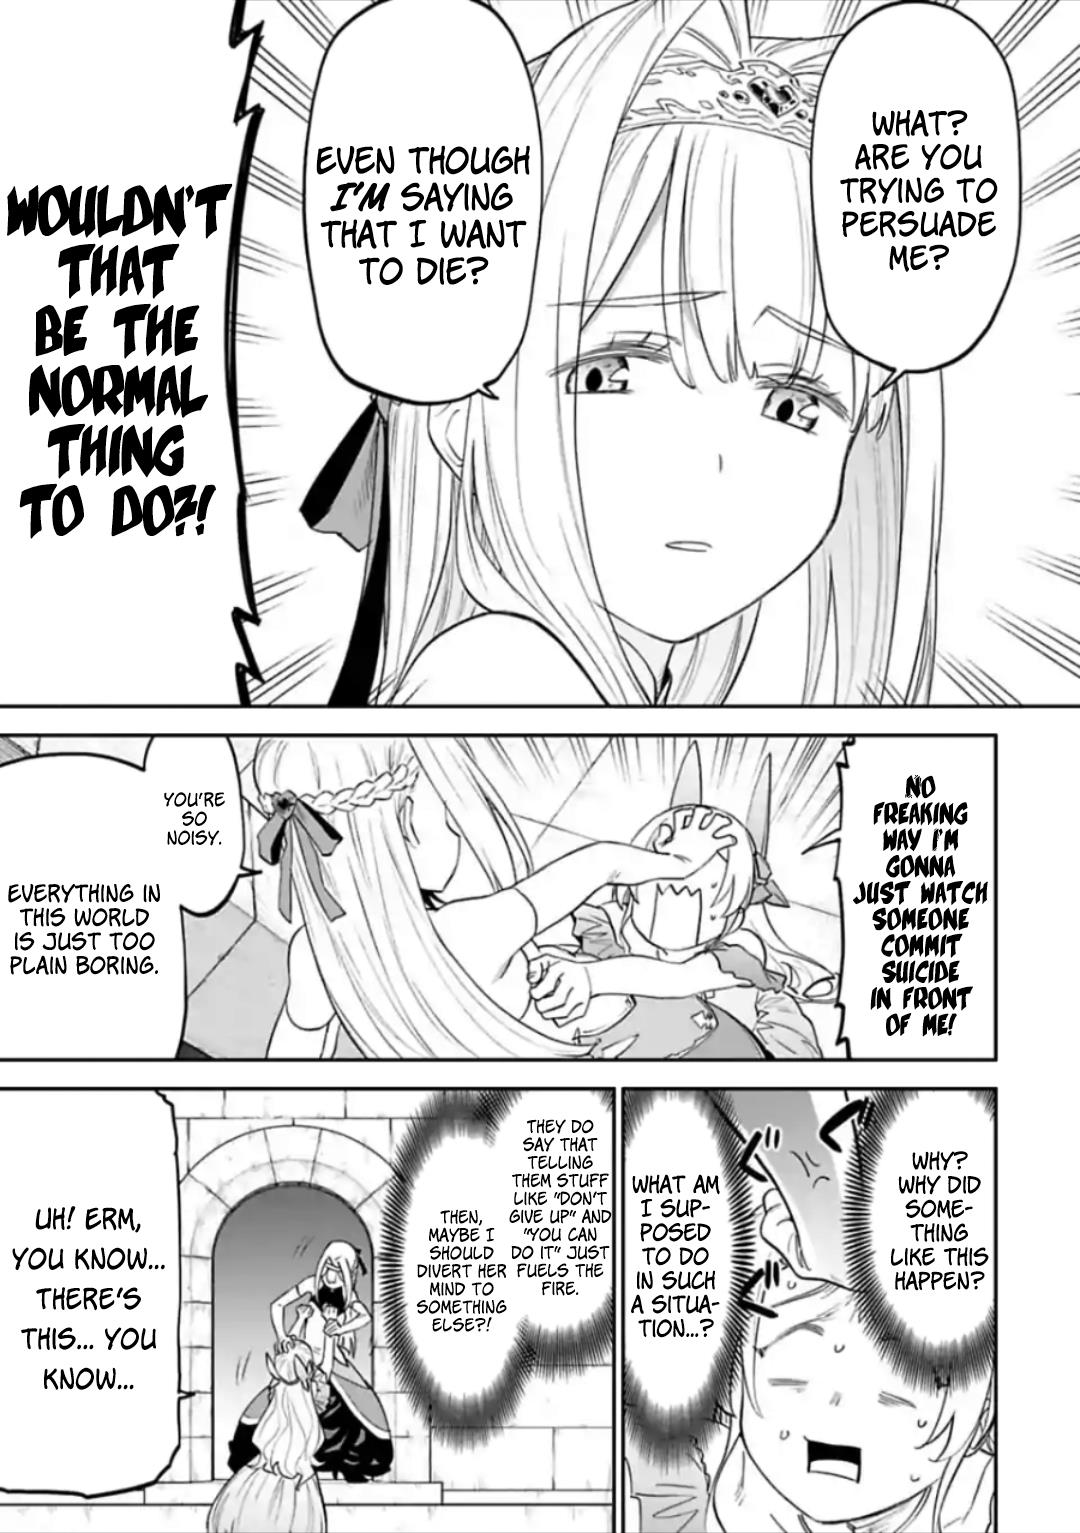 WHAT?
ARE YOU
TRYING TO
PERSUADE
ME?
EVEN THOUGH
I'M SAYING
THAT I WANT
TO DIE?
WOULDN'T
THAT
BE THE
NORMAL
THING
TO DO?!
NO
FREAKING
WAY I'M
GONNA
JUST WATCH
SOMEONE
COMMIT
SUICIDE
IN FRONT
OF ME!
YOU'RE
SO
NOISY.
EVERYTHING IN
THIS WORLD
IS JUST TOO
PLAIN BORING.
WHY?
WHY DID
SOME-
THING
LIKE THIS
HAPPEN?
WHAT AM
I SUP-
POSED
TO DO
IN SUCH
A SITUA-
TION...?
THEY DO
SAY THAT
TELLING
THEM STUFF
LIKE "DON'T
GIVE UP" AND
"YOU CAN
DO IT" JUST
FUELS THE
FIRE.
THEN,
MAYBE I
SHOULD
DIVERT HER
MIND TO
SOMETHING
ELSE?!
UH! ERM,
YOU KNOW...
THERE'S
THIS... YOU
KNOW...